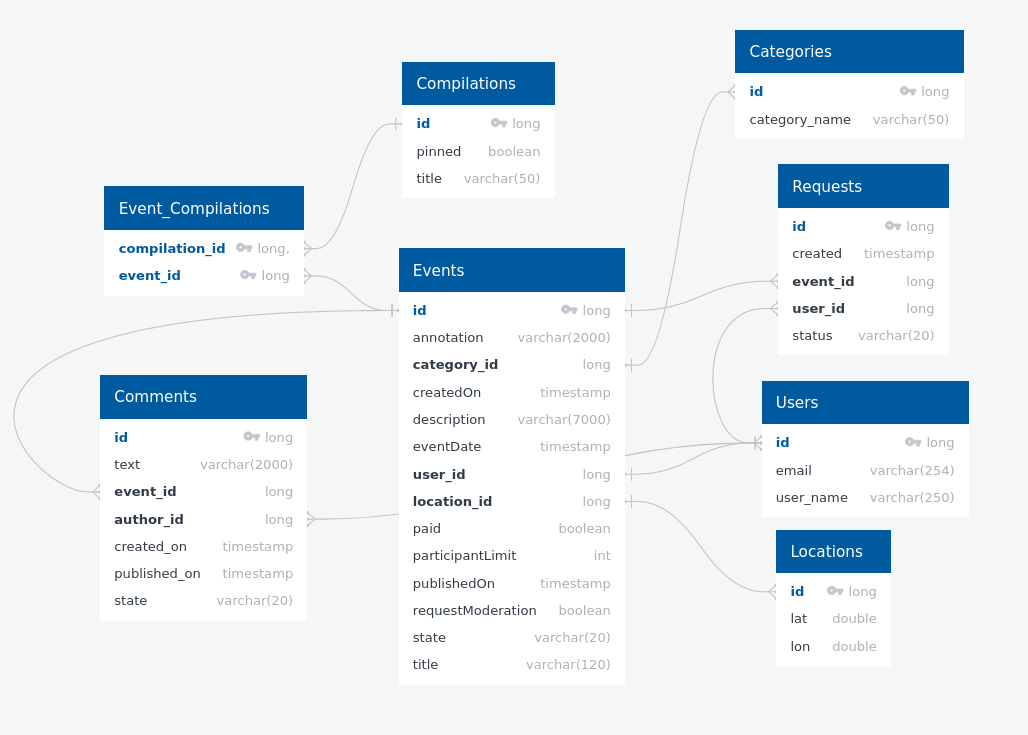 Compilations
id long
pinned boolean
title varchar(50)
Event_Compilations
compilation_id long,
event_id long
Events
id long
annotation varchar(2000)
category_id long
createdOn timestamp
description varchar(7000)
eventDate timestamp
user_id long
location_id long
paid boolean
participantLimit int
publishedOn timestamp
requestModeration boolean
state varchar(20)
title varchar(120)
Comments
id long
text varchar(2000)
event_id long
author_id long
created_on timestamp
published_on timestamp
state varchar(20)
Categories
id long
category_name varchar(50)
Requests
id long
created timestamp
event_id long
user_id long
status varchar(20)
Users
id long
email varchar(254)
user_name varchar(250)
Locations
id long
lat double
lon double